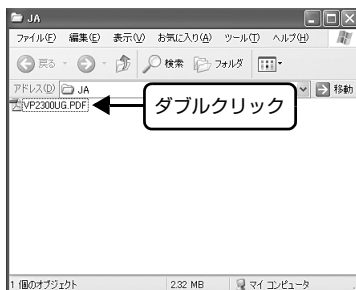 JA
ファイル(F) 編集(E) 表示(V) お気に入り(A) ツール(T) ヘルプ(H)
戻る 検索 フォルダ
アドレス(D) JA 移動
VP2300UG.PDF
ダブルクリック
1 個のオブジェクト 2.32 MB マイ コンピュータ